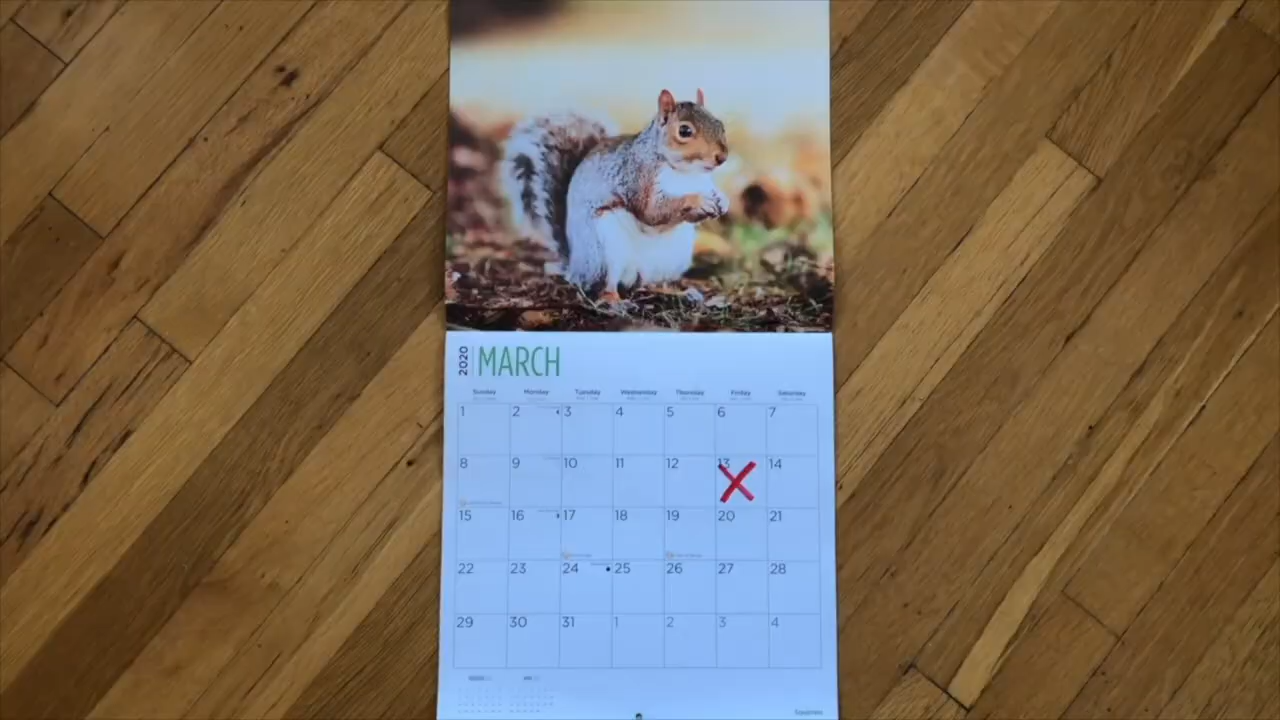 2020 MARCH
Sunday Monday Tuesday Wednesday Thursday Friday Saturday
1 2 3 4 5 6 7
8 9 10 11 12 13 14
15 16 17 18 19 20 21
22 23 24 25 26 27 28
29 30 31 1 2 3 4